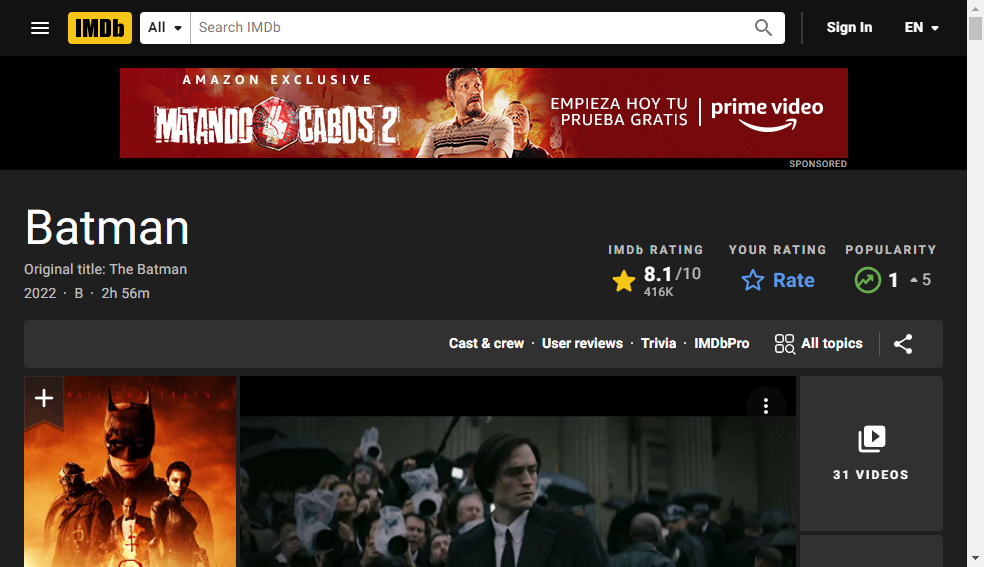 IMDb
All
Search IMDb
Sign In
EN
AMAZON EXCLUSIVE
MATANDO CABOS 2
EMPIEZA HOY TU
PRUEBA GRATIS
prime video
SPONSORED
Batman
Original title: The Batman
2022 · B · 2h 56m
IMDb RATING
8.1/10
416K
YOUR RATING
Rate
POPULARITY
1
5
Cast & crew · User reviews · Trivia · IMDbPro
All topics
31 VIDEOS